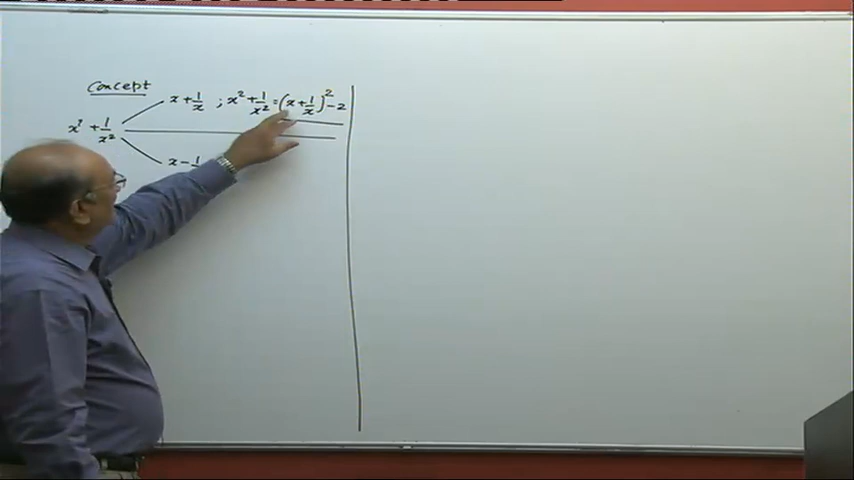 Concept
x + 1/x ; x² + 1/x² = (x + 1/x)² - 2
x² + 1/x²
x - 1